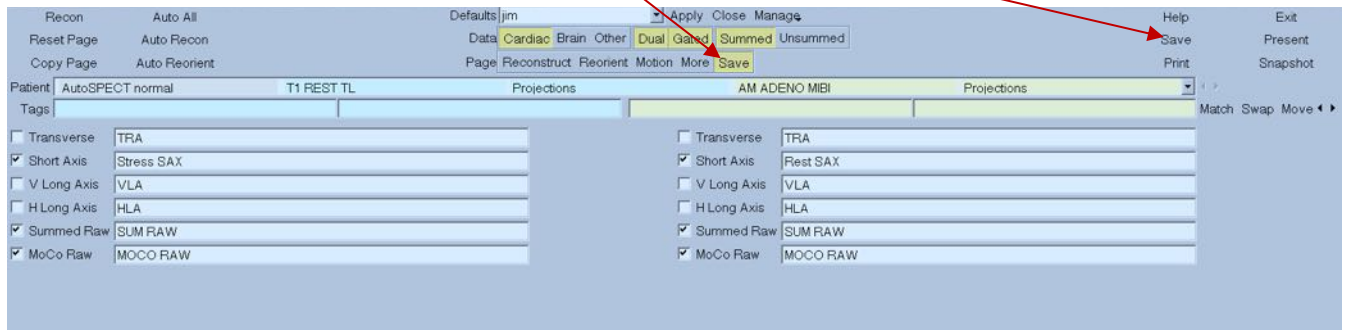 Recon Auto All Defaults jim Apply Close Manage Help Exit
Reset Page Auto Recon Data Cardiac Brain Other Dual Gated Summed Unsummed Save Present
Copy Page Auto Reorient Page Reconstruct Reorient Motion More Save Print Snapshot
Patient AutoSPECT normal T1 REST TL Projections AM ADENO MIBI Projections
Tags Match Swap Move
Transverse TRA Transverse TRA
Short Axis Stress SAX Short Axis Rest SAX
V Long Axis VLA V Long Axis VLA
H Long Axis HLA H Long Axis HLA
Summed Raw SUM RAW Summed Raw SUM RAW
MoCo Raw MOCO RAW MoCo Raw MOCO RAW